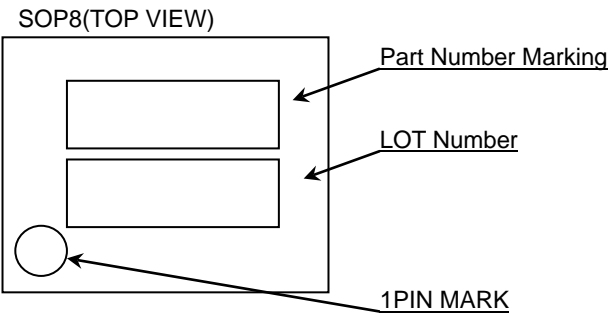 SOP8(TOP VIEW)
Part Number Marking
LOT Number
1PIN MARK